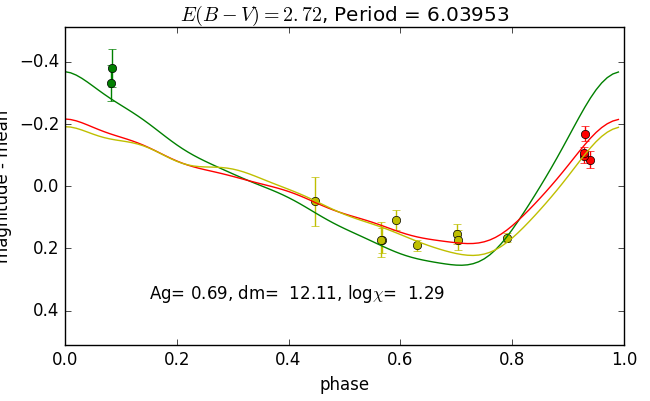 E(B − V) = 2.72, Period = 6.03953
magnitude - mean
−0.4
−0.2
0.0
0.2
0.4
Ag= 0.69, dm= 12.11, logχ= 1.29
0.0 0.2 0.4 0.6 0.8 1.0
phase